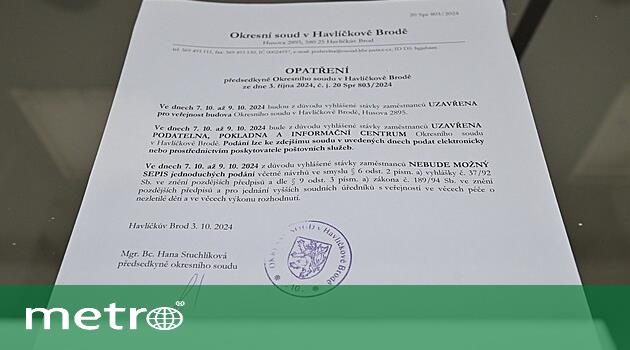 20 Spr 803/2024
Okresní soud v Havlíčkově Brodě
Husova 2895, 580 25 Havlíčkův Brod
OPATŘENÍ
předsedkyně Okresního soudu v Havlíčkově Brodě
ze dne 3. října 2024, č. j. 20 Spr 803/2024
Ve dnech 7. 10. až 9. 10. 2024 budou z důvodu vyhlášené stávky zaměstnanců UZAVŘENA
pro veřejnost budova Okresního soudu v Havlíčkově Brodě, Husova 2895.
Ve dnech 7. 10. až 9. 10. 2024 bude z důvodu vyhlášené stávky zaměstnanců UZAVŘENA
PODATELNA, POKLADNA A INFORMAČNÍ CENTRUM Okresního soudu
v Havlíčkově Brodě. Podání lze ke zdejšímu soudu v uvedených dnech podat elektronicky
nebo prostřednictvím poskytovatele poštovních služeb.
Ve dnech 7. 10. až 9. 10. 2024 z důvodu vyhlášené stávky zaměstnanců NEBUDE MOŽNÝ
SEPIS jednoduchých podání včetně návrhů ve smyslu § 6 odst. 2 písm. a) vyhlášky č. 37/92
Sb. ve znění pozdějších předpisů a dle § 9 odst. 3 písm. a) zákona č. 189/94 Sb. ve znění
pozdějších předpisů a pro jednání vyšších soudních úředníků s veřejností ve věcech péče o
nezletilé děti a ve věcech výkonu rozhodnutí.
Havlíčkův Brod 3. 10. 2024
Mgr. Bc. Hana Stuchlíková
předsedkyně okresního soudu
OKRESNÍ SOUD v Havlíčkově Brodě
- 10 -
metro